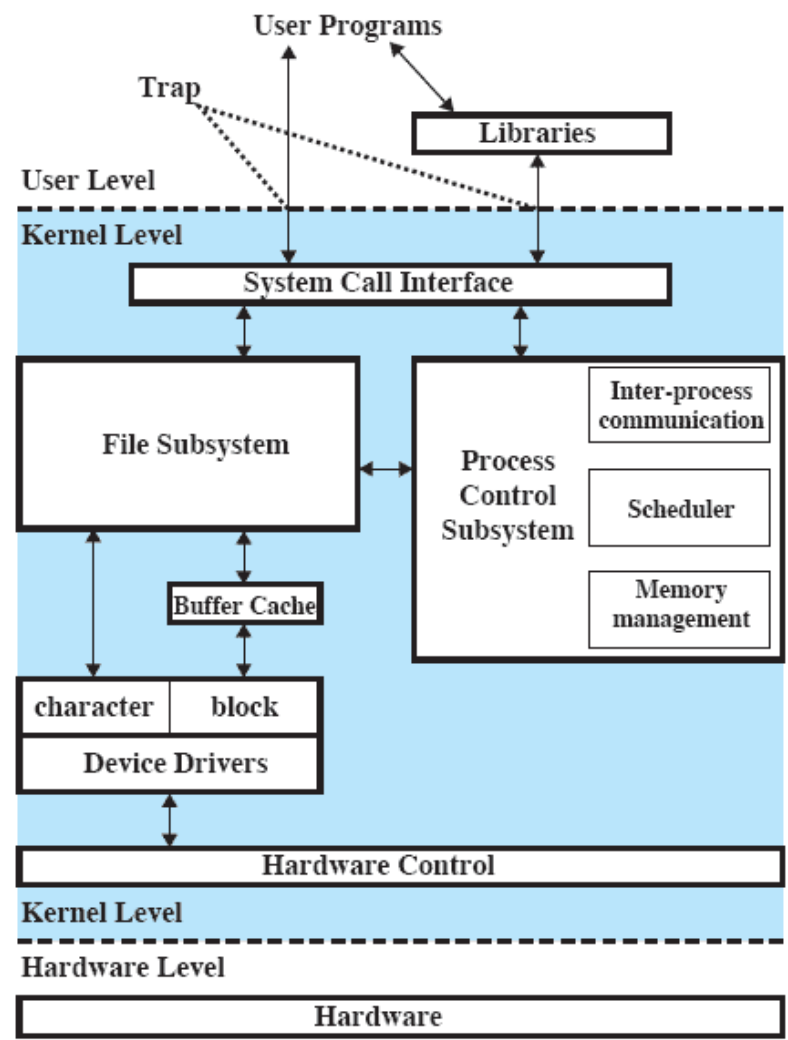 User Programs
Trap
Libraries
User Level
Kernel Level
System Call Interface
File Subsystem
Inter-process
communication
Process
Control
Subsystem
Scheduler
Memory
management
Buffer Cache
character
block
Device Drivers
Hardware Control
Kernel Level
Hardware Level
Hardware